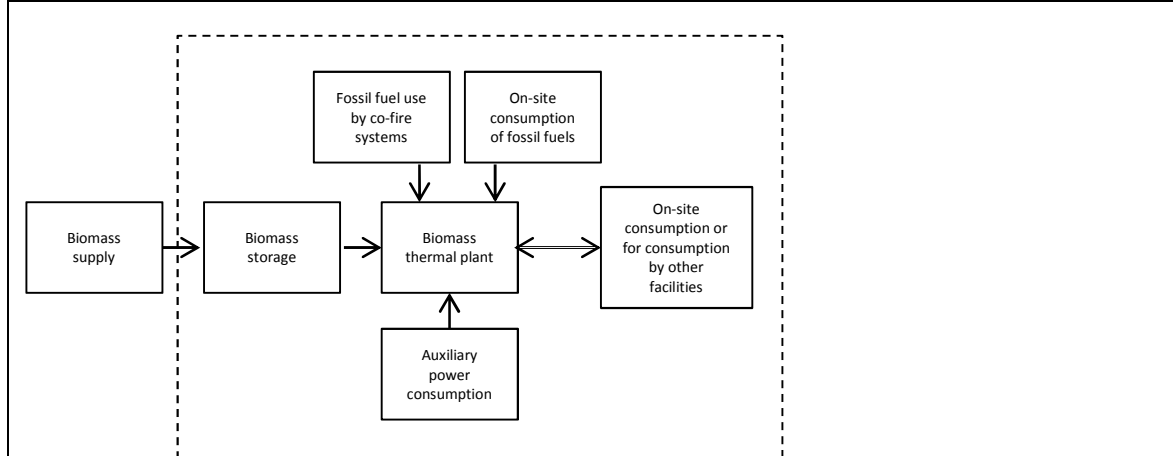 Fossil fuel use
by co-fire
systems
On-site
consumption
of fossil fuels
Biomass
supply
Biomass
storage
Biomass
thermal plant
On-site
consumption or
for consumption
by other
facilities
Auxiliary
power
consumption